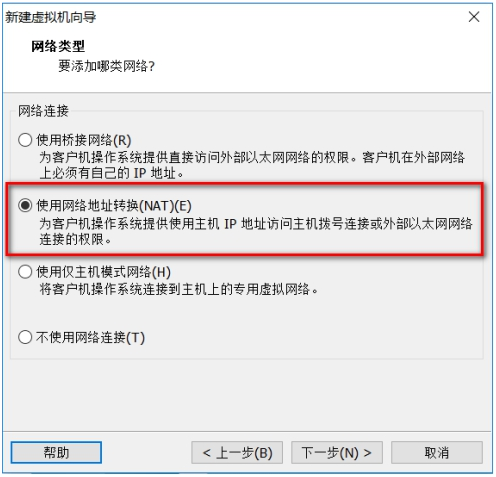 新建虚拟机向导
网络类型
要添加哪类网络?
网络连接
使用桥接网络(R)
为客户机操作系统提供直接访问外部以太网网络的权限。客户机在外部网络
上必须有自己的 IP 地址。
使用网络地址转换(NAT)(E)
为客户机操作系统提供使用主机 IP 地址访问主机拨号连接或外部以太网网络
连接的权限。
使用仅主机模式网络(H)
将客户机操作系统连接到主机上的专用虚拟网络。
不使用网络连接(T)
帮助
< 上一步(B)
下一步(N) >
取消